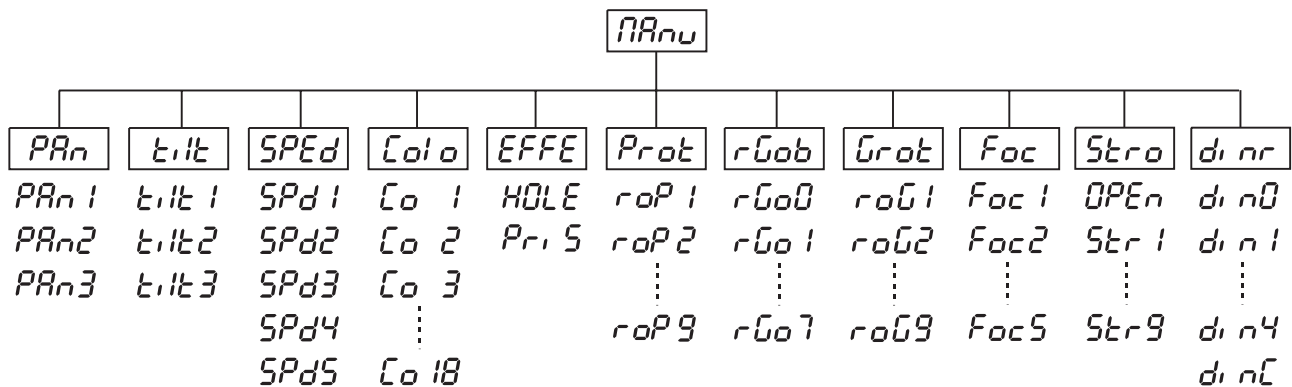 MAnu
PAn tilt SPEd Colo EFFE Prot rGob Grot Foc Stro dinr
PAn1 tilt1 SPd1 Co 1 HOLE roP1 rGo0 roG1 Foc1 OPEn din0
PAn2 tilt2 SPd2 Co 2 PriS roP2 rGo1 roG2 Foc2 Str1 din1
PAn3 tilt3 SPd3 Co 3
SPd4 roP9 rGo7 roG9 Foc5 Str9 din4
SPd5 Co18 dinC